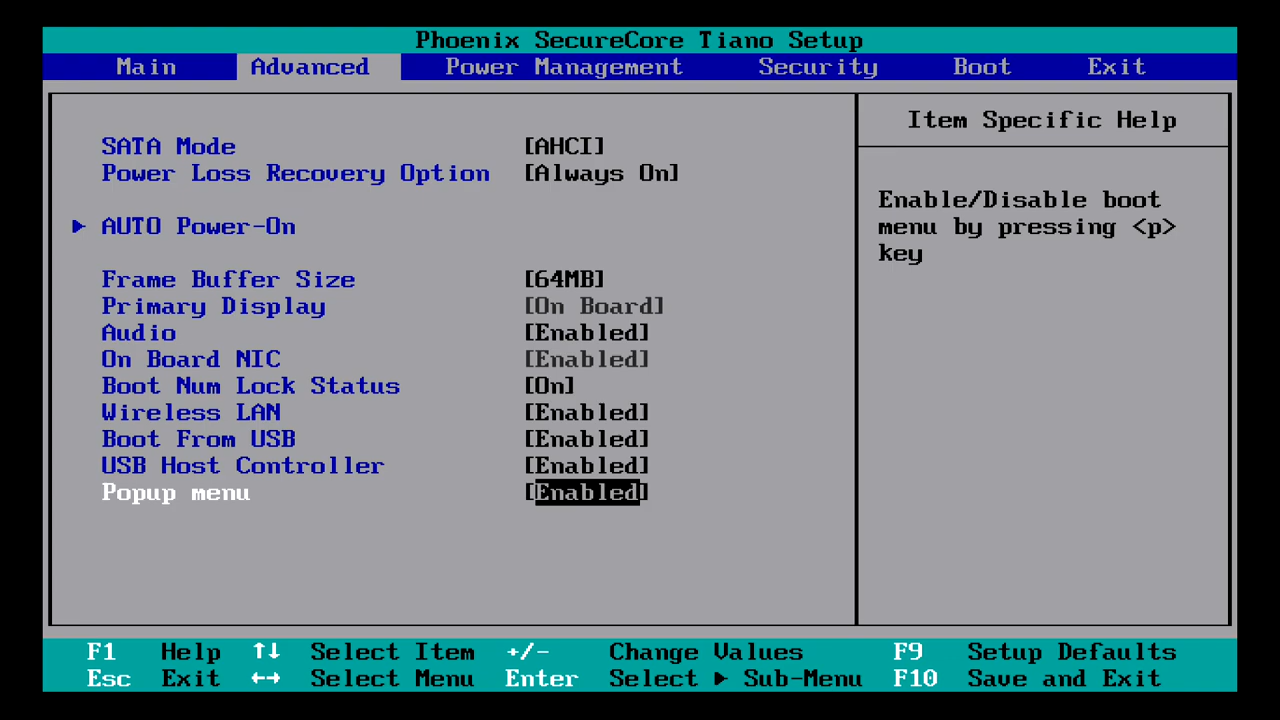 Phoenix SecureCore Tiano Setup
Main Advanced Power Management Security Boot Exit
SATA Mode [AHCI]
Power Loss Recovery Option [Always On]
▶ AUTO Power-On
Frame Buffer Size [64MB]
Primary Display [On Board]
Audio [Enabled]
On Board NIC [Enabled]
Boot Num Lock Status [On]
Wireless LAN [Enabled]
Boot From USB [Enabled]
USB Host Controller [Enabled]
Popup menu [Enabled]
Item Specific Help
Enable/Disable boot
menu by pressing <p>
key
F1 Help ↑↓ Select Item +/- Change Values F9 Setup Defaults
Esc Exit ←→ Select Menu Enter Select ▶ Sub-Menu F10 Save and Exit